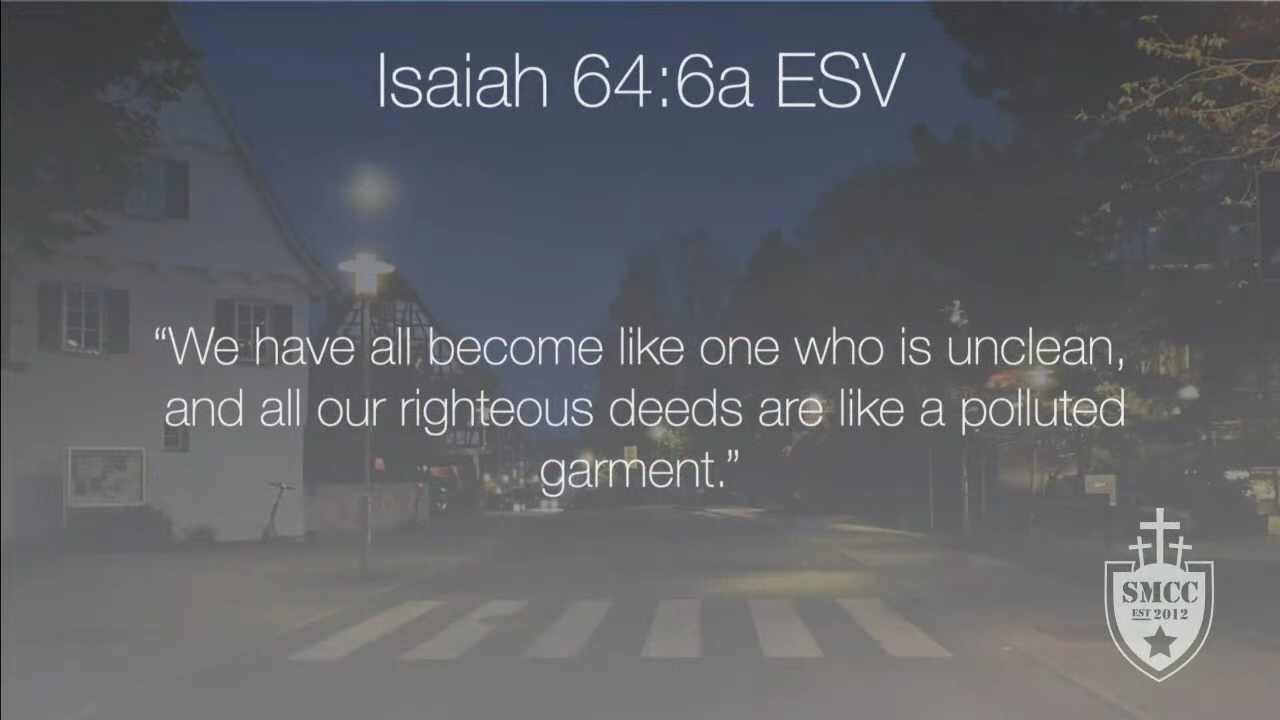 Isaiah 64:6a ESV
“We have all become like one who is unclean,
and all our righteous deeds are like a polluted
garment.”
SMCC
EST 2012